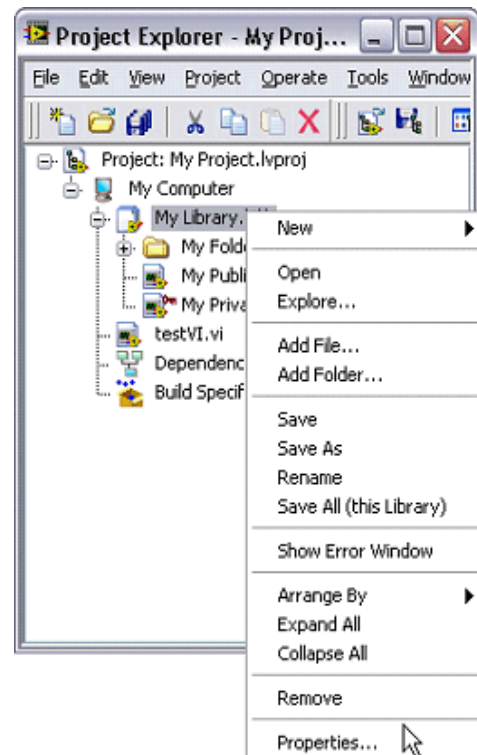 Project Explorer - My Proj...
File Edit View Project Operate Tools Window
Project: My Project.lvproj
My Computer
My Library.
My Folde
My Publi
My Priva
testVI.vi
Dependenc
Build Specif
New
Open
Explore...
Add File...
Add Folder...
Save
Save As
Rename
Save All (this Library)
Show Error Window
Arrange By
Expand All
Collapse All
Remove
Properties...